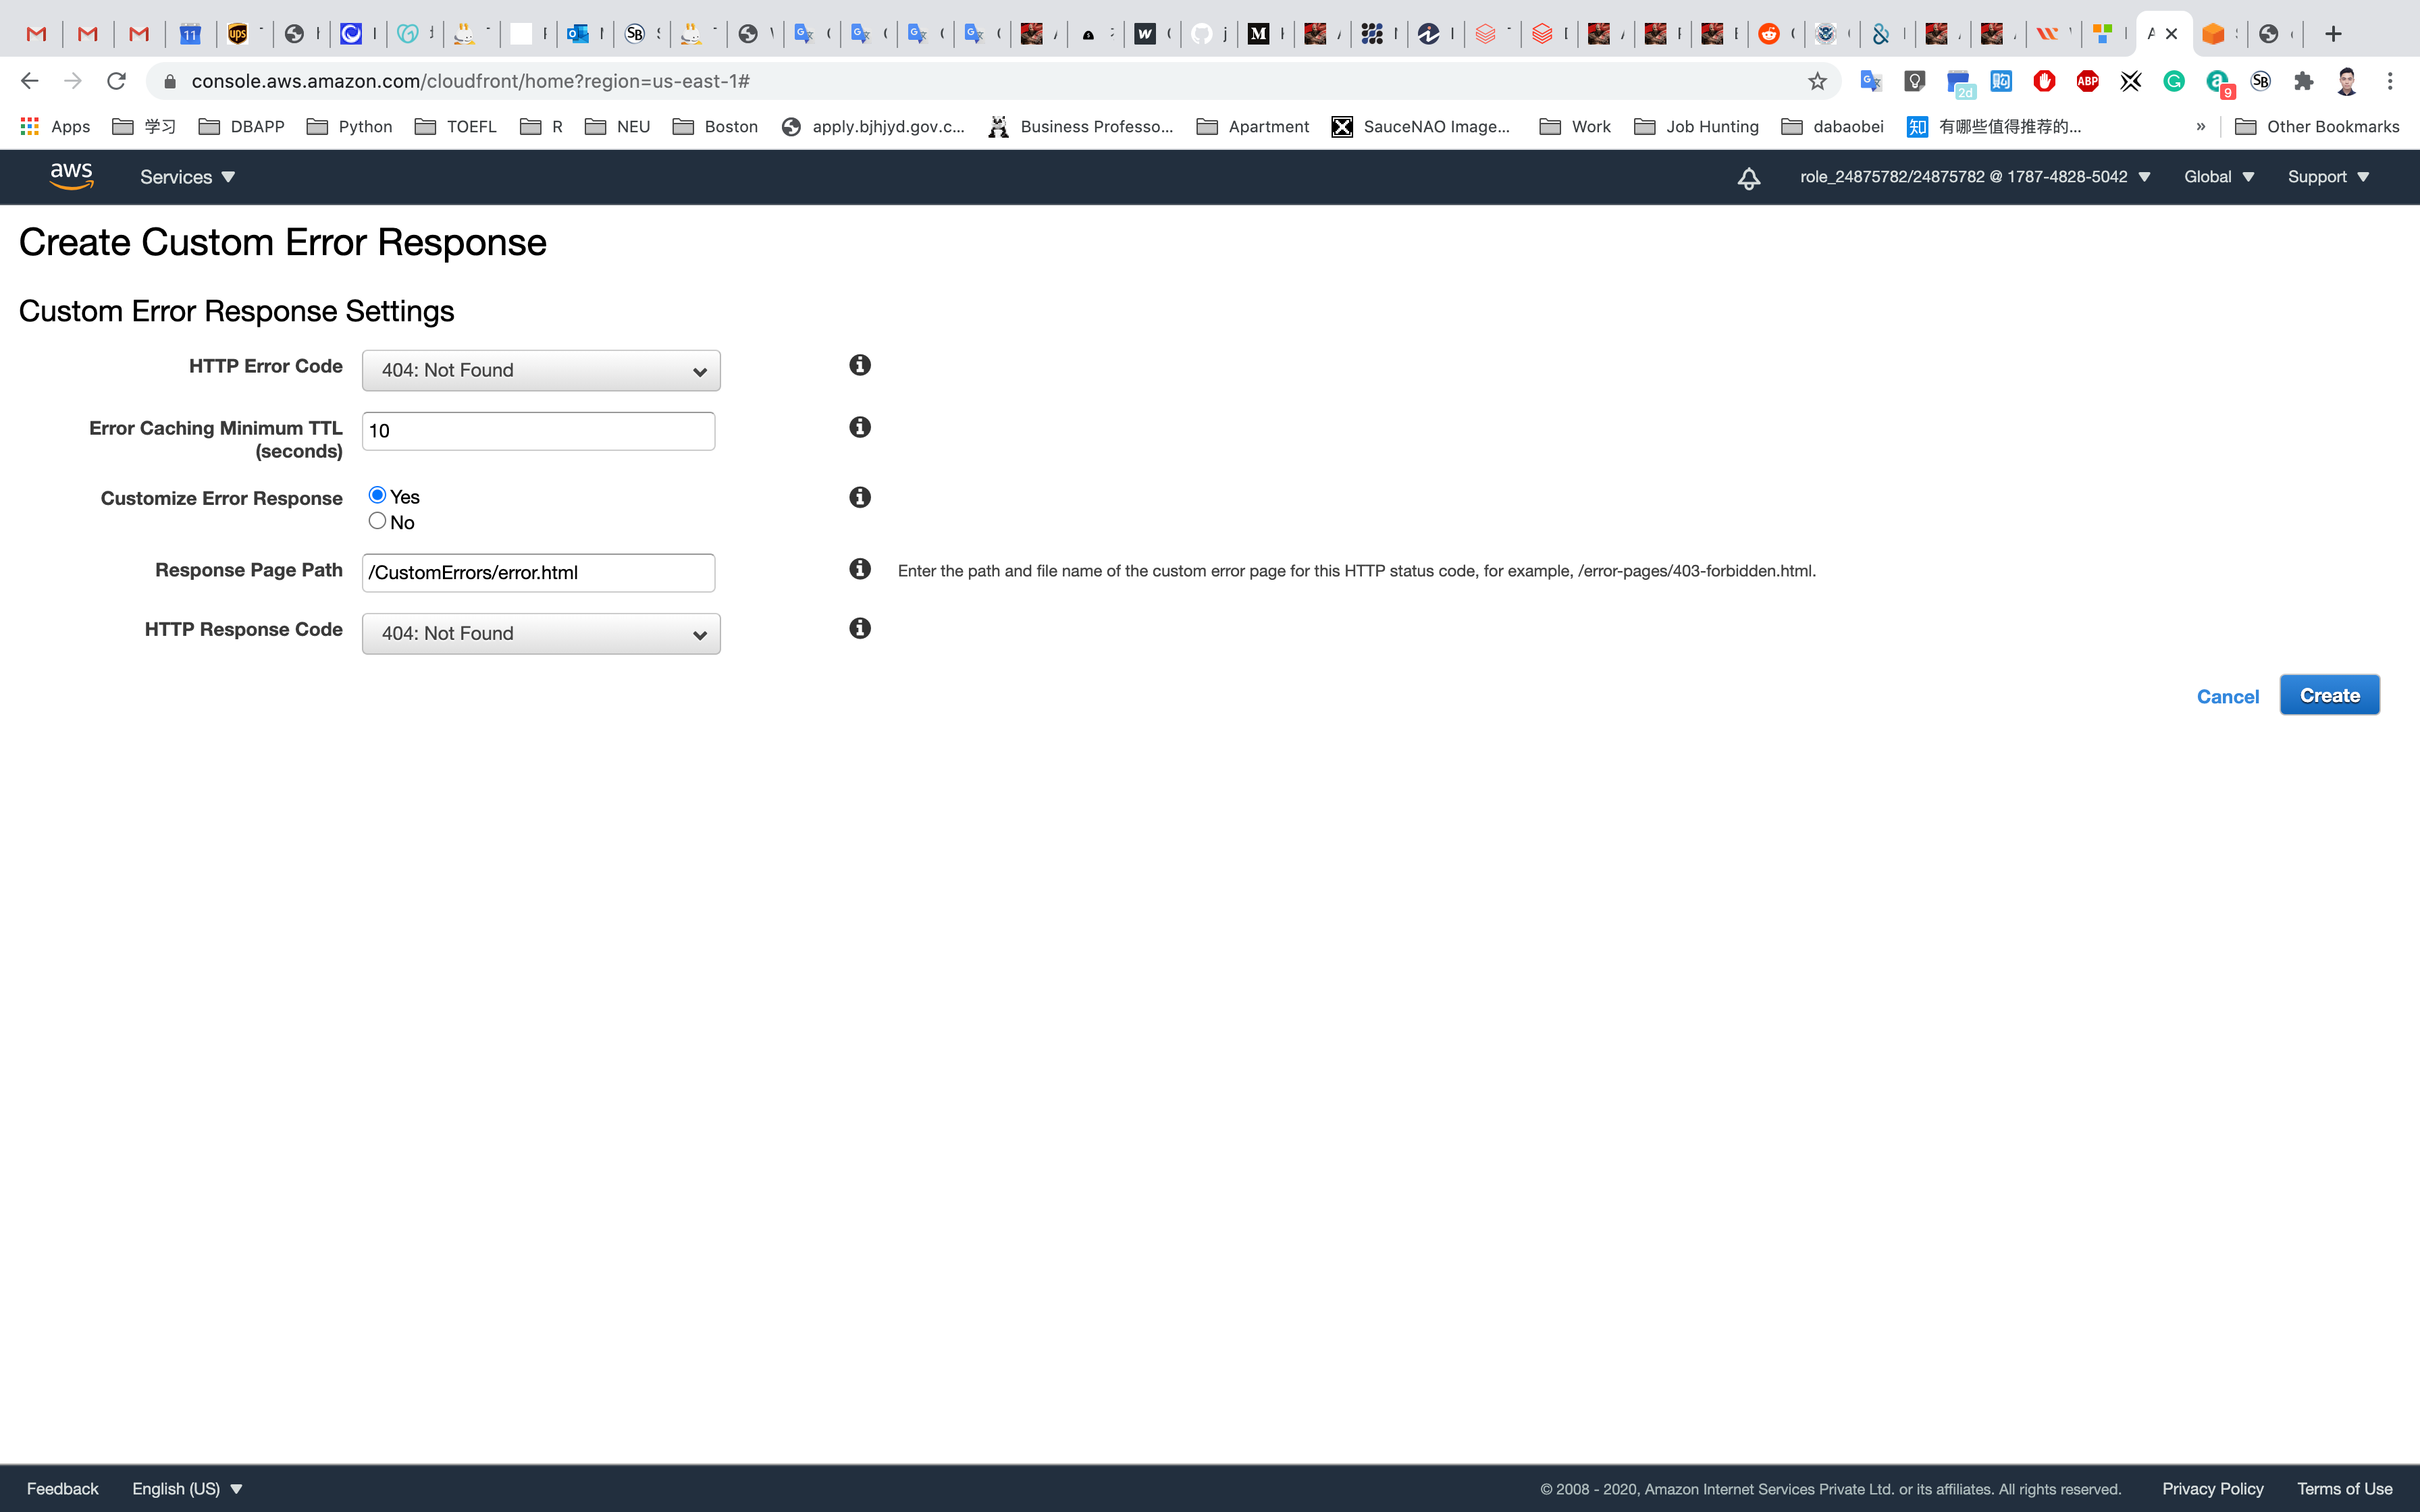 11
console.aws.amazon.com/cloudfront/home?region=us-east-1#
2d
ABP
9
SB
Apps
学习
DBAPP
Python
TOEFL
R
NEU
Boston
apply.bjhjyd.gov.c...
Business Professo...
Apartment
SauceNAO Image...
Work
Job Hunting
dabaobei
知 有哪些值得推荐的...
»
Other Bookmarks
aws
Services
role_24875782/24875782 @ 1787-4828-5042
Global
Support
Create Custom Error Response
Custom Error Response Settings
HTTP Error Code
404: Not Found
Error Caching Minimum TTL
(seconds)
10
Customize Error Response
Yes
No
Response Page Path
/CustomErrors/error.html
Enter the path and file name of the custom error page for this HTTP status code, for example, /error-pages/403-forbidden.html.
HTTP Response Code
404: Not Found
Cancel
Create
Feedback
English (US)
© 2008 - 2020, Amazon Internet Services Private Ltd. or its affiliates. All rights reserved.
Privacy Policy
Terms of Use